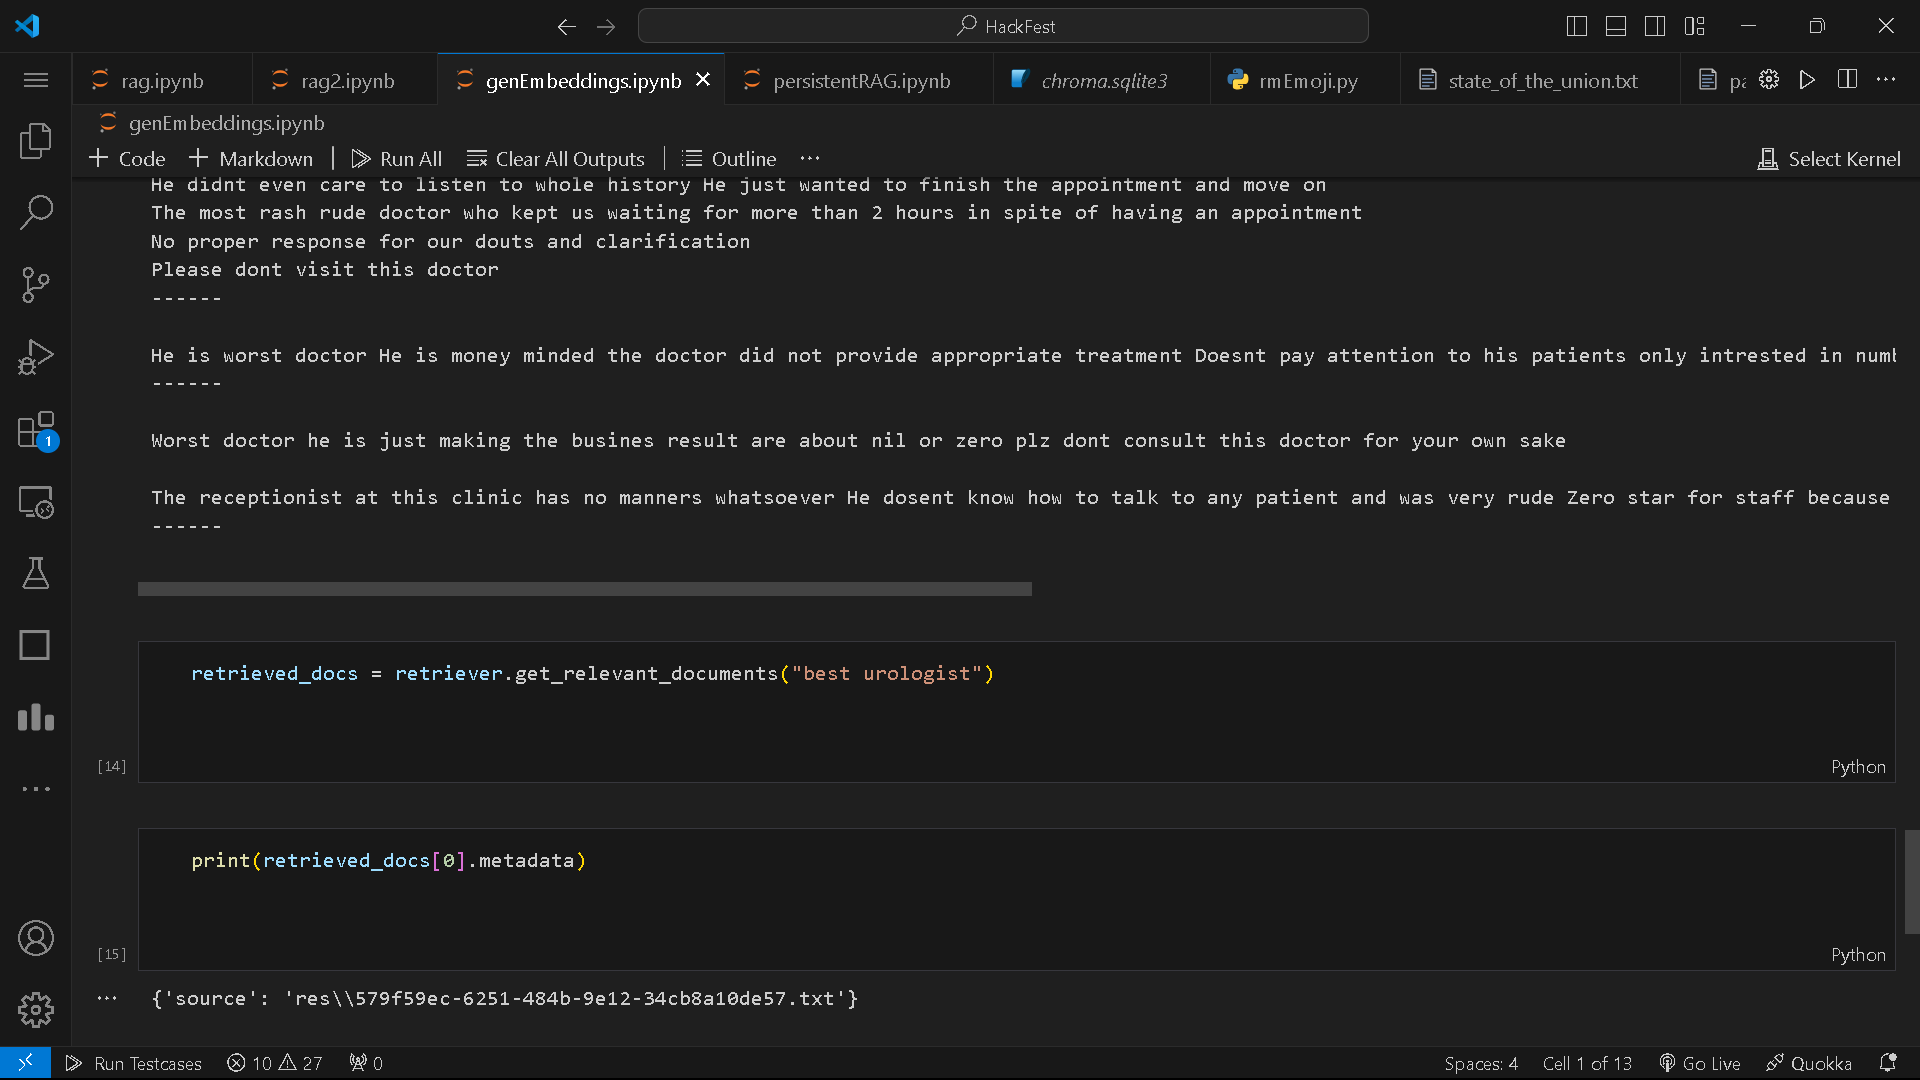 HackFest
rag.ipynb
rag2.ipynb
genEmbeddings.ipynb
persistentRAG.ipynb
chroma.sqlite3
rmEmoji.py
state_of_the_union.txt
genEmbeddings.ipynb
Code
Markdown
Run All
Clear All Outputs
Outline
Select Kernel
He didnt even care to listen to whole history He just wanted to finish the appointment and move on
The most rash rude doctor who kept us waiting for more than 2 hours in spite of having an appointment
No proper response for our douts and clarification
Please dont visit this doctor
------
He is worst doctor He is money minded the doctor did not provide appropriate treatment Doesnt pay attention to his patients only intrested in
------
1
Worst doctor he is just making the busines result are about nil or zero plz dont consult this doctor for your own sake
The receptionist at this clinic has no manners whatsoever He dosent know how to talk to any patient and was very rude Zero star for staff because
------
retrieved_docs = retriever.get_relevant_documents("best urologist")
[14]
Python
print(retrieved_docs[0].metadata)
[15]
Python
{'source': 'res\\579f59ec-6251-484b-9e12-34cb8a10de57.txt'}
Run Testcases
10
27
0
Spaces: 4
Cell 1 of 13
Go Live
Quokka